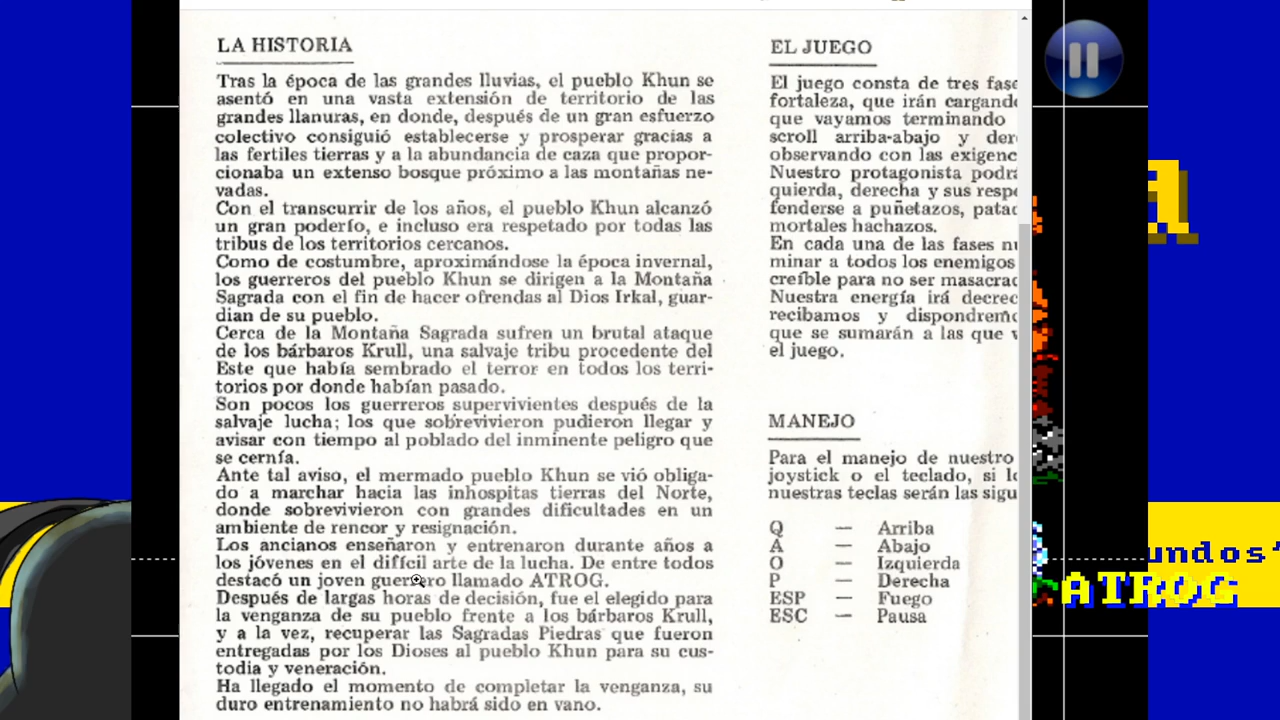 LA HISTORIA
Tras la época de las grandes lluvias, el pueblo Khun se
asentó en una vasta extensión de territorio de las
grandes llanuras, en donde, después de un gran esfuerzo
colectivo consiguió establecerse y prosperar gracias a
las fertiles tierras y a la abundancia de caza que propor-
cionaba un extenso bosque próximo a las montañas ne-
vadas.
Con el transcurrir de los años, el pueblo Khun alcanzó
un gran poderío, e incluso era respetado por todas las
tribus de los territorios cercanos.
Como de costumbre, aproximándose la época invernal,
los guerreros del pueblo Khun se dirigen a la Montaña
Sagrada con el fin de hacer ofrendas al Dios Irkal, guar-
dian de su pueblo.
Cerca de la Montaña Sagrada sufren un brutal ataque
de los bárbaros Krull, una salvaje tribu procedente del
Este que había sembrado el terror en todos los terri-
torios por donde habían pasado.
Son pocos los guerreros supervivientes después de la
salvaje lucha; los que sobrevivieron pudieron llegar y
avisar con tiempo al poblado del inminente peligro que
se cernía.
Ante tal aviso, el mermado pueblo Khun se vió obliga-
do a marchar hacia las inhospitas tierras del Norte,
donde sobrevivieron con grandes dificultades en un
ambiente de rencor y resignación.
Los ancianos enseñaron y entrenaron durante años a
los jóvenes en el difícil arte de la lucha. De entre todos
destacó un joven guerrero llamado ATROG.
Después de largas horas de decisión, fue el elegido para
la venganza de su pueblo frente a los bárbaros Krull,
y a la vez, recuperar las Sagradas Piedras que fueron
entregadas por los Dioses al pueblo Khun para su cus-
todia y veneración.
Ha llegado el momento de completar la venganza, su
duro entrenamiento no habrá sido en vano.
EL JUEGO
El juego consta de tres fase
fortaleza, que irán cargand
que vayamos terminando
scroll arriba-abajo y der
observando con las exigenc
Nuestro protagonista podr
quierda, derecha y sus resp
fenderse a puñetazos, patad
mortales hachazos.
En cada una de las fases nu
minar a todos los enemigos
creíble para no ser masacrad
Nuestra energía irá decrec
recibamos y dispondrem
que se sumarán a las que v
el juego.
MANEJO
Para el manejo de nuestro
joystick o el teclado, si l
nuestras teclas serán las sigu
Q — Arriba
A — Abajo
O — Izquierda
P — Derecha
ESP — Fuego
ESC — Pausa
A
undos'
ATROG